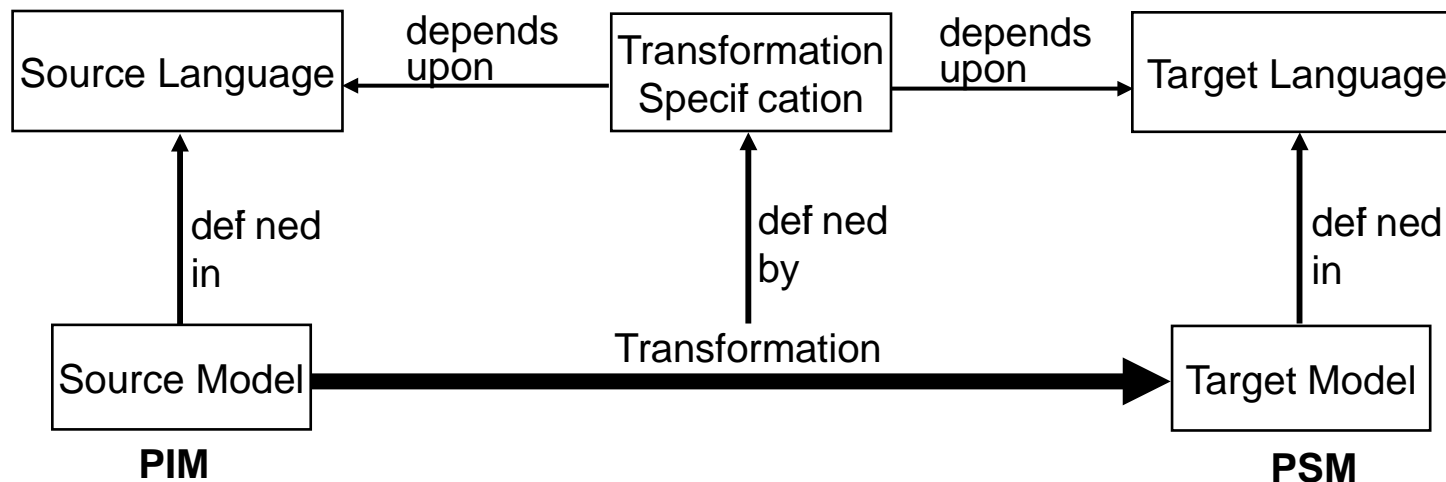 Source Language
depends
upon
Transformation
Specif cation
depends
upon
Target Language
def ned
in
def ned
by
def ned
in
Source Model
Transformation
Target Model
PIM
PSM